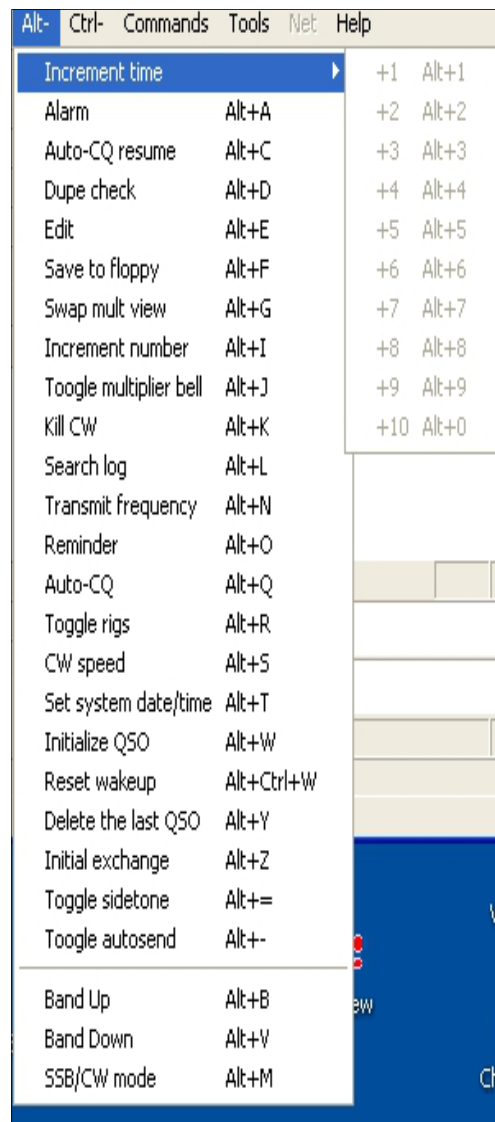 Alt- Ctrl- Commands Tools Net Help
Increment time
Alarm Alt+A
Auto-CQ resume Alt+C
Dupe check Alt+D
Edit Alt+E
Save to floppy Alt+F
Swap mult view Alt+G
Increment number Alt+I
Toogle multiplier bell Alt+J
Kill CW Alt+K
Search log Alt+L
Transmit frequency Alt+N
Reminder Alt+O
Auto-CQ Alt+Q
Toggle rigs Alt+R
CW speed Alt+S
Set system date/time Alt+T
Initialize QSO Alt+W
Reset wakeup Alt+Ctrl+W
Delete the last QSO Alt+Y
Initial exchange Alt+Z
Toggle sidetone Alt+=
Toogle autosend Alt+-
Band Up Alt+B
Band Down Alt+V
SSB/CW mode Alt+M
+1 Alt+1
+2 Alt+2
+3 Alt+3
+4 Alt+4
+5 Alt+5
+6 Alt+6
+7 Alt+7
+8 Alt+8
+9 Alt+9
+10 Alt+0